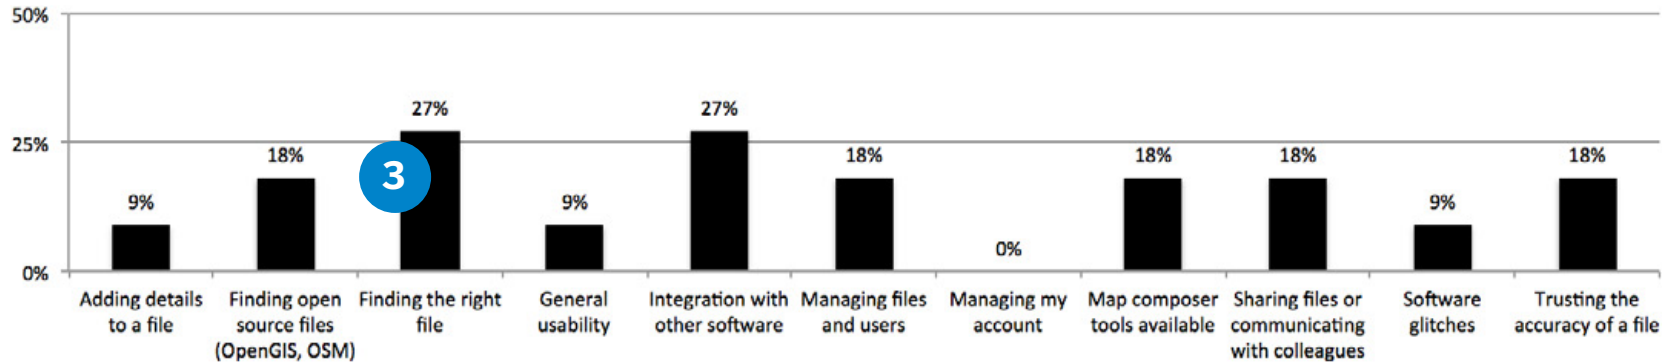 50%
27%
27%
25%
18%
3
18%
18%
18%
18%
9%
9%
9%
0%
0%
Adding details
to a file
Finding open
source files
(OpenGIS, OSM)
Finding the right
file
General
usability
Integration with
other software
Managing files
and users
Managing my
account
Map composer
tools available
Sharing files or
communicating
with colleagues
Software
glitches
Trusting the
accuracy of a file